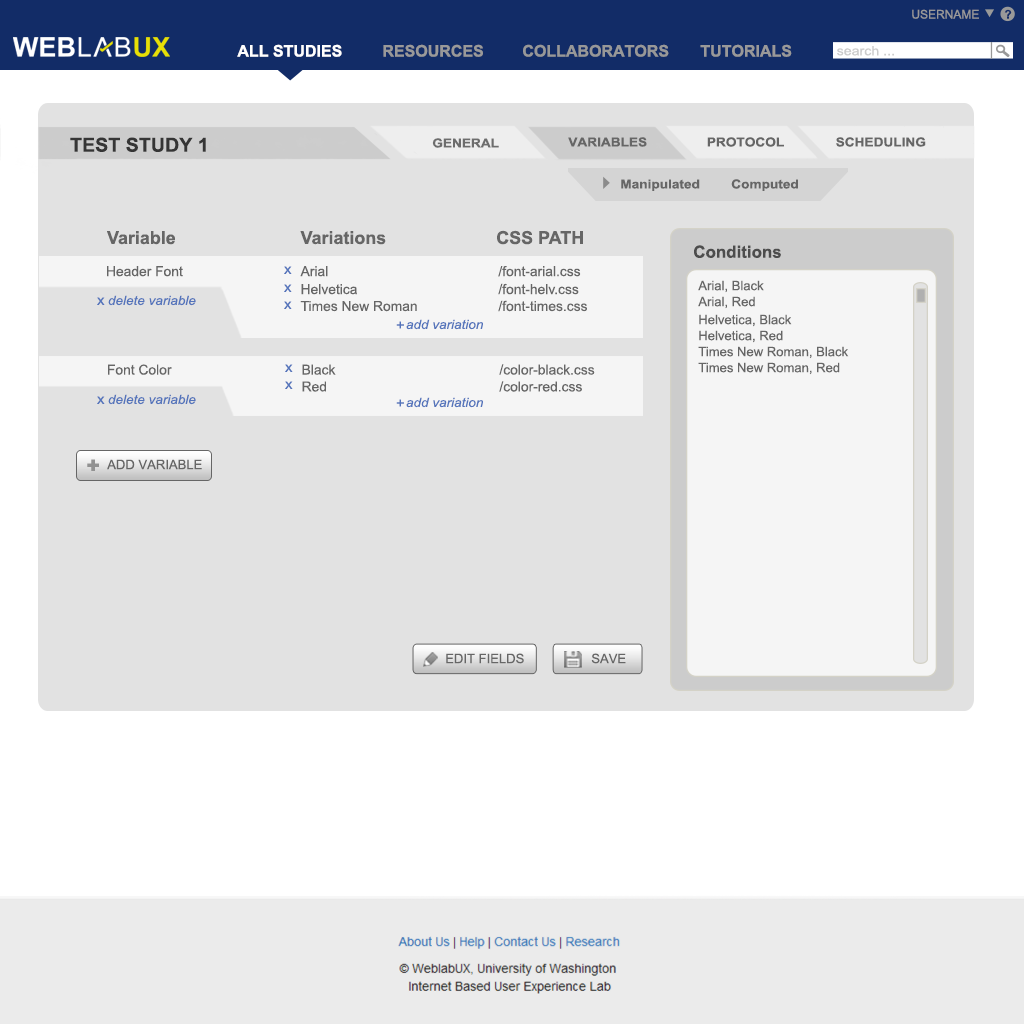 USERNAME ▼ ?
WEBLABUX
ALL STUDIES RESOURCES COLLABORATORS TUTORIALS search ...
TEST STUDY 1 GENERAL VARIABLES PROTOCOL SCHEDULING
Manipulated Computed
Variable Variations CSS PATH
Header Font x Arial /font-arial.css
x Helvetica /font-helv.css
x delete variable x Times New Roman /font-times.css
+ add variation
Font Color x Black /color-black.css
x Red /color-red.css
x delete variable + add variation
ADD VARIABLE
EDIT FIELDS SAVE
Conditions
Arial, Black
Arial, Red
Helvetica, Black
Helvetica, Red
Times New Roman, Black
Times New Roman, Red
About Us | Help | Contact Us | Research
© WeblabUX, University of Washington
Internet Based User Experience Lab